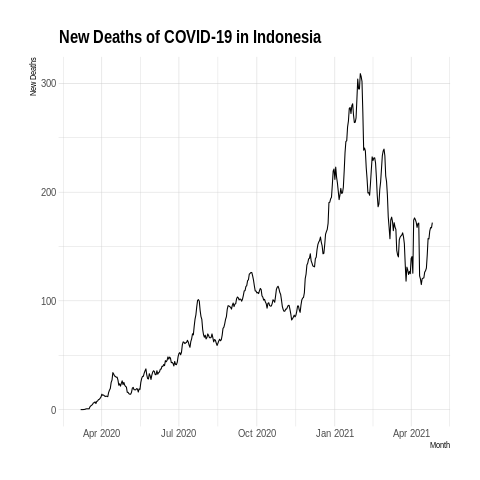 New Deaths of COVID-19 in Indonesia
New Deaths
300
200
100
0
Apr 2020 Jul 2020 Oct 2020 Jan 2021 Apr 2021
Month